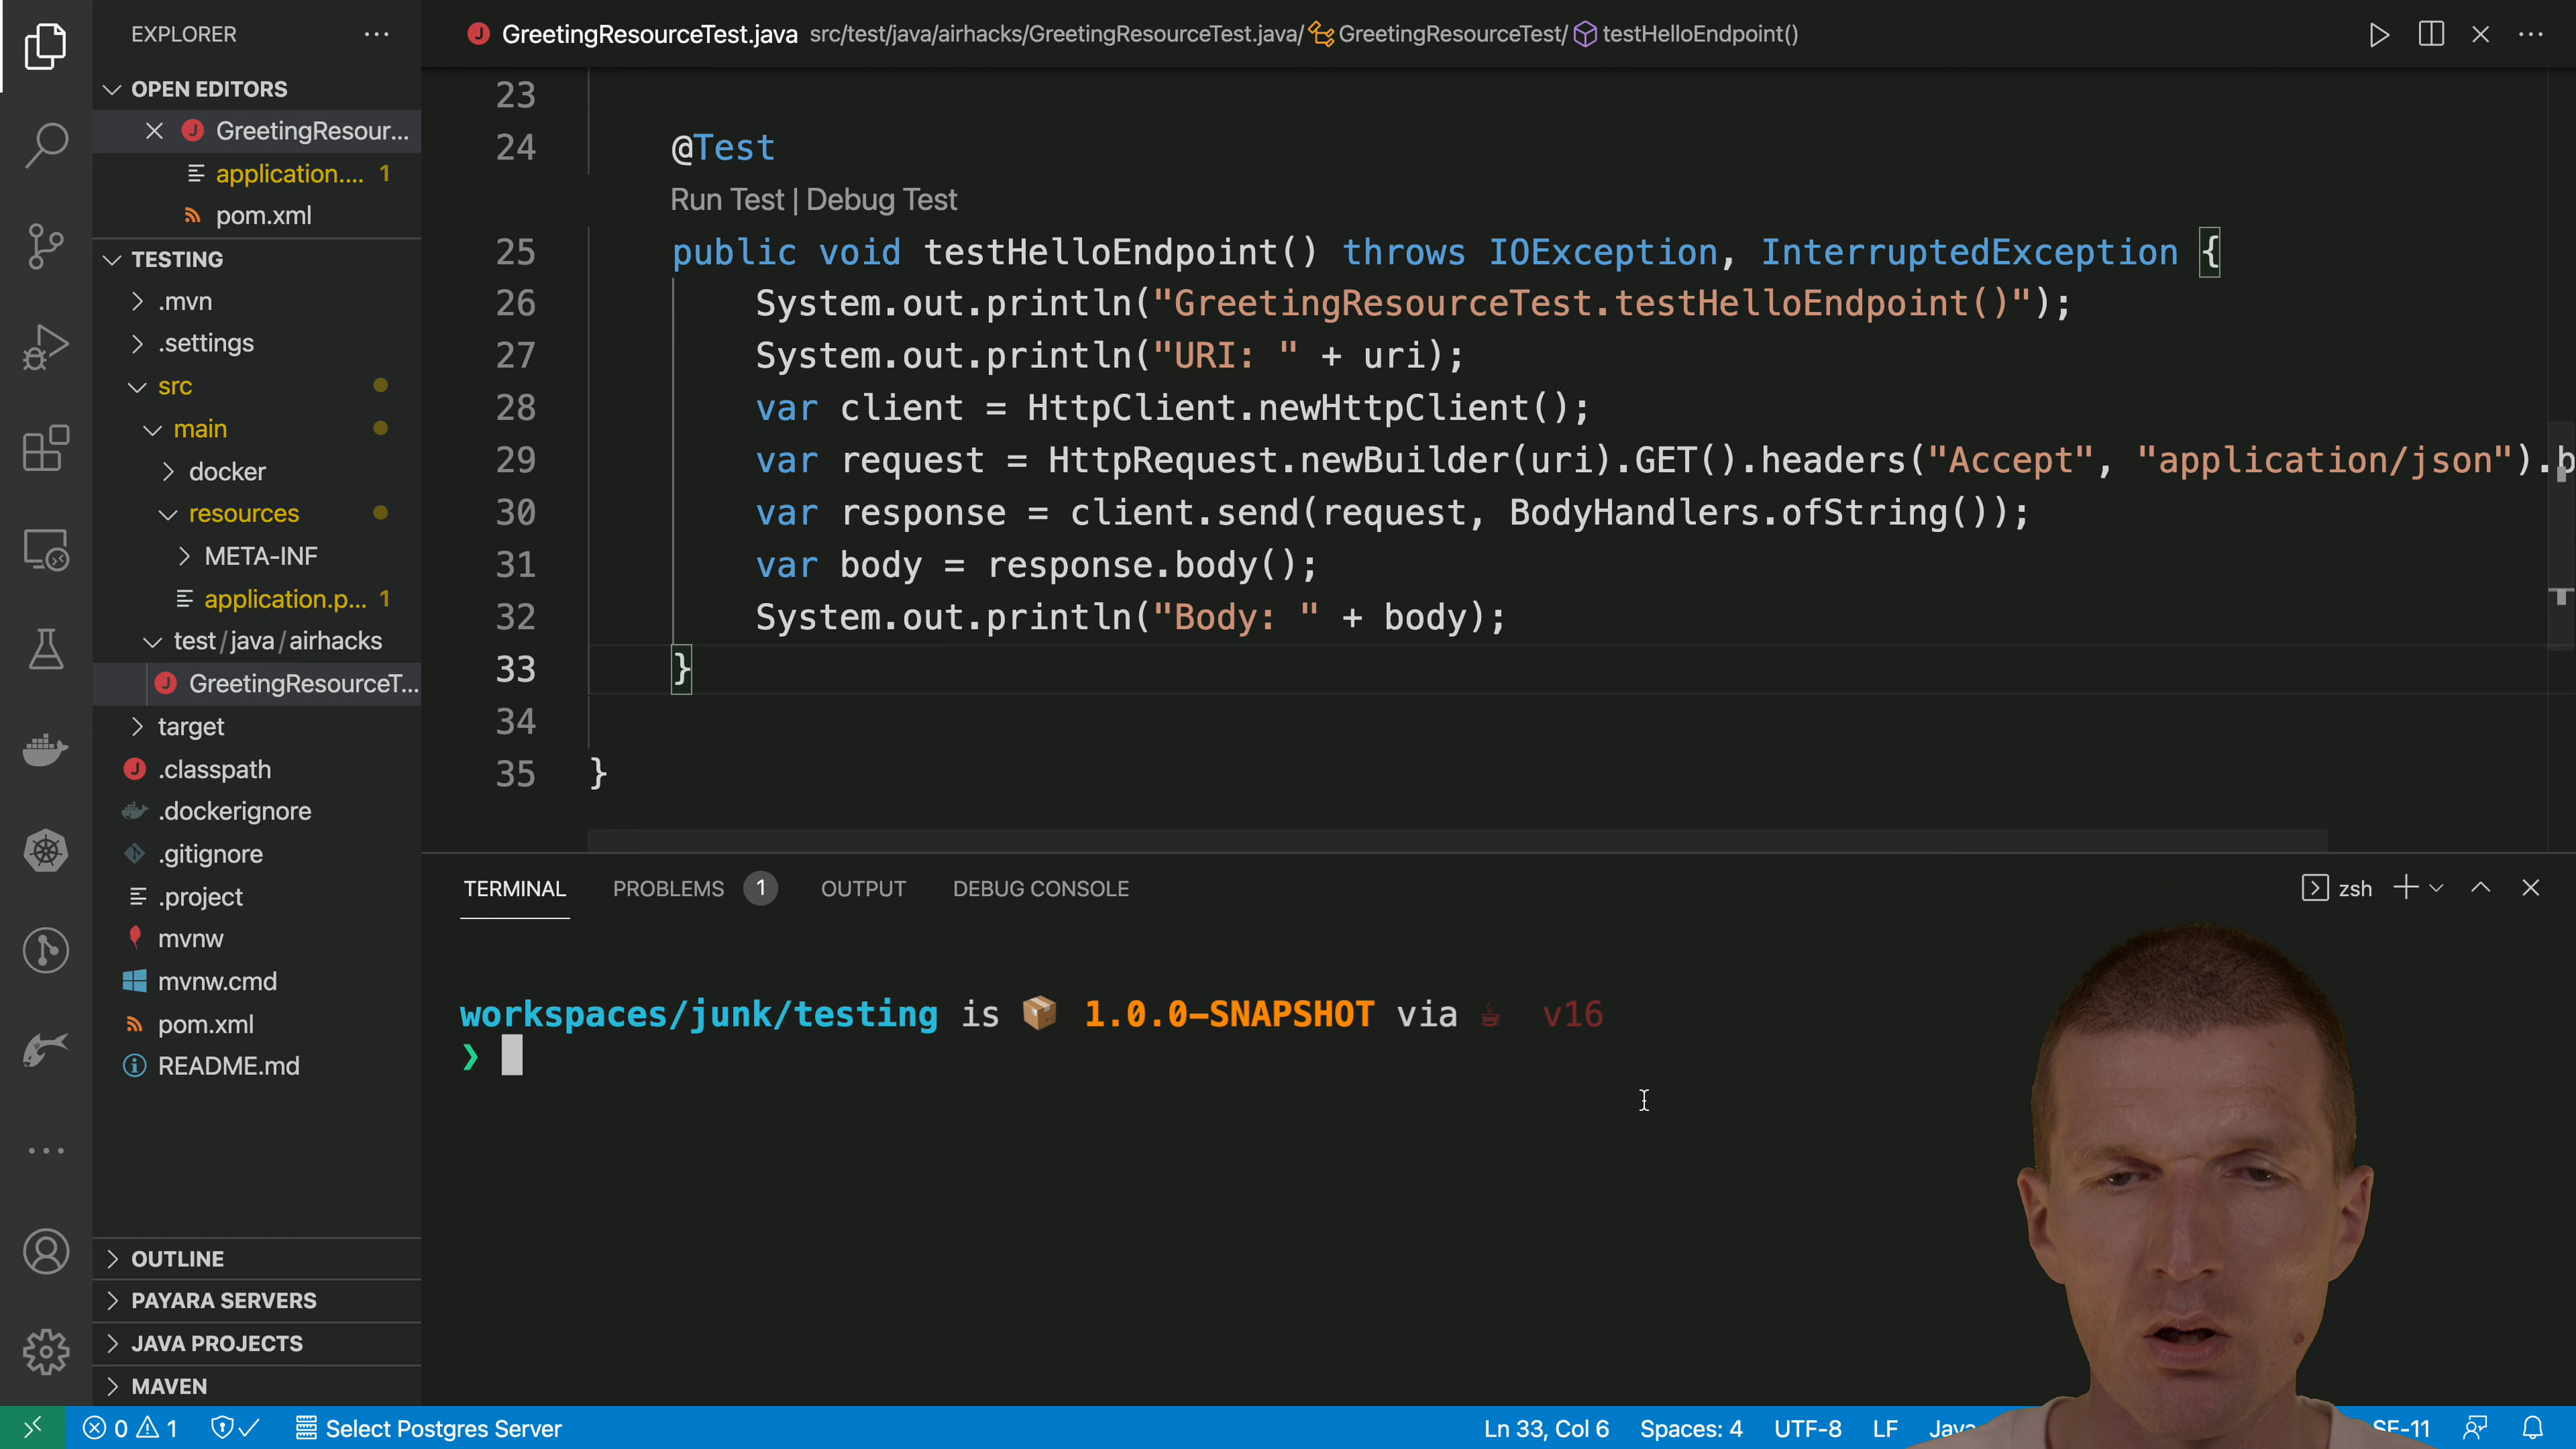 EXPLORER
OPEN EDITORS
GreetingResour...
application.... 1
pom.xml
TESTING
.mvn
.settings
src
main
docker
resources
META-INF
application.p... 1
test/java/airhacks
GreetingResourceT...
target
.classpath
.dockerignore
.gitignore
.project
mvnw
mvnw.cmd
pom.xml
README.md
OUTLINE
PAYARA SERVERS
JAVA PROJECTS
MAVEN
GreetingResourceTest.java src/test/java/airhacks/GreetingResourceTest.java/ GreetingResourceTest/ testHelloEndpoint()
23
24 @Test
Run Test | Debug Test
25 public void testHelloEndpoint() throws IOException, InterruptedException {
26 System.out.println("GreetingResourceTest.testHelloEndpoint()");
27 System.out.println("URI: " + uri);
28 var client = HttpClient.newHttpClient();
29 var request = HttpRequest.newBuilder(uri).GET().headers("Accept", "application/json").b
30 var response = client.send(request, BodyHandlers.ofString());
31 var body = response.body();
32 System.out.println("Body: " + body);
33 }
34
35 }
TERMINAL PROBLEMS 1 OUTPUT DEBUG CONSOLE zsh
workspaces/junk/testing is 📦 1.0.0-SNAPSHOT via ☕ v16
❯
0 1 Select Postgres Server Ln 33, Col 6 Spaces: 4 UTF-8 LF Java SE-11